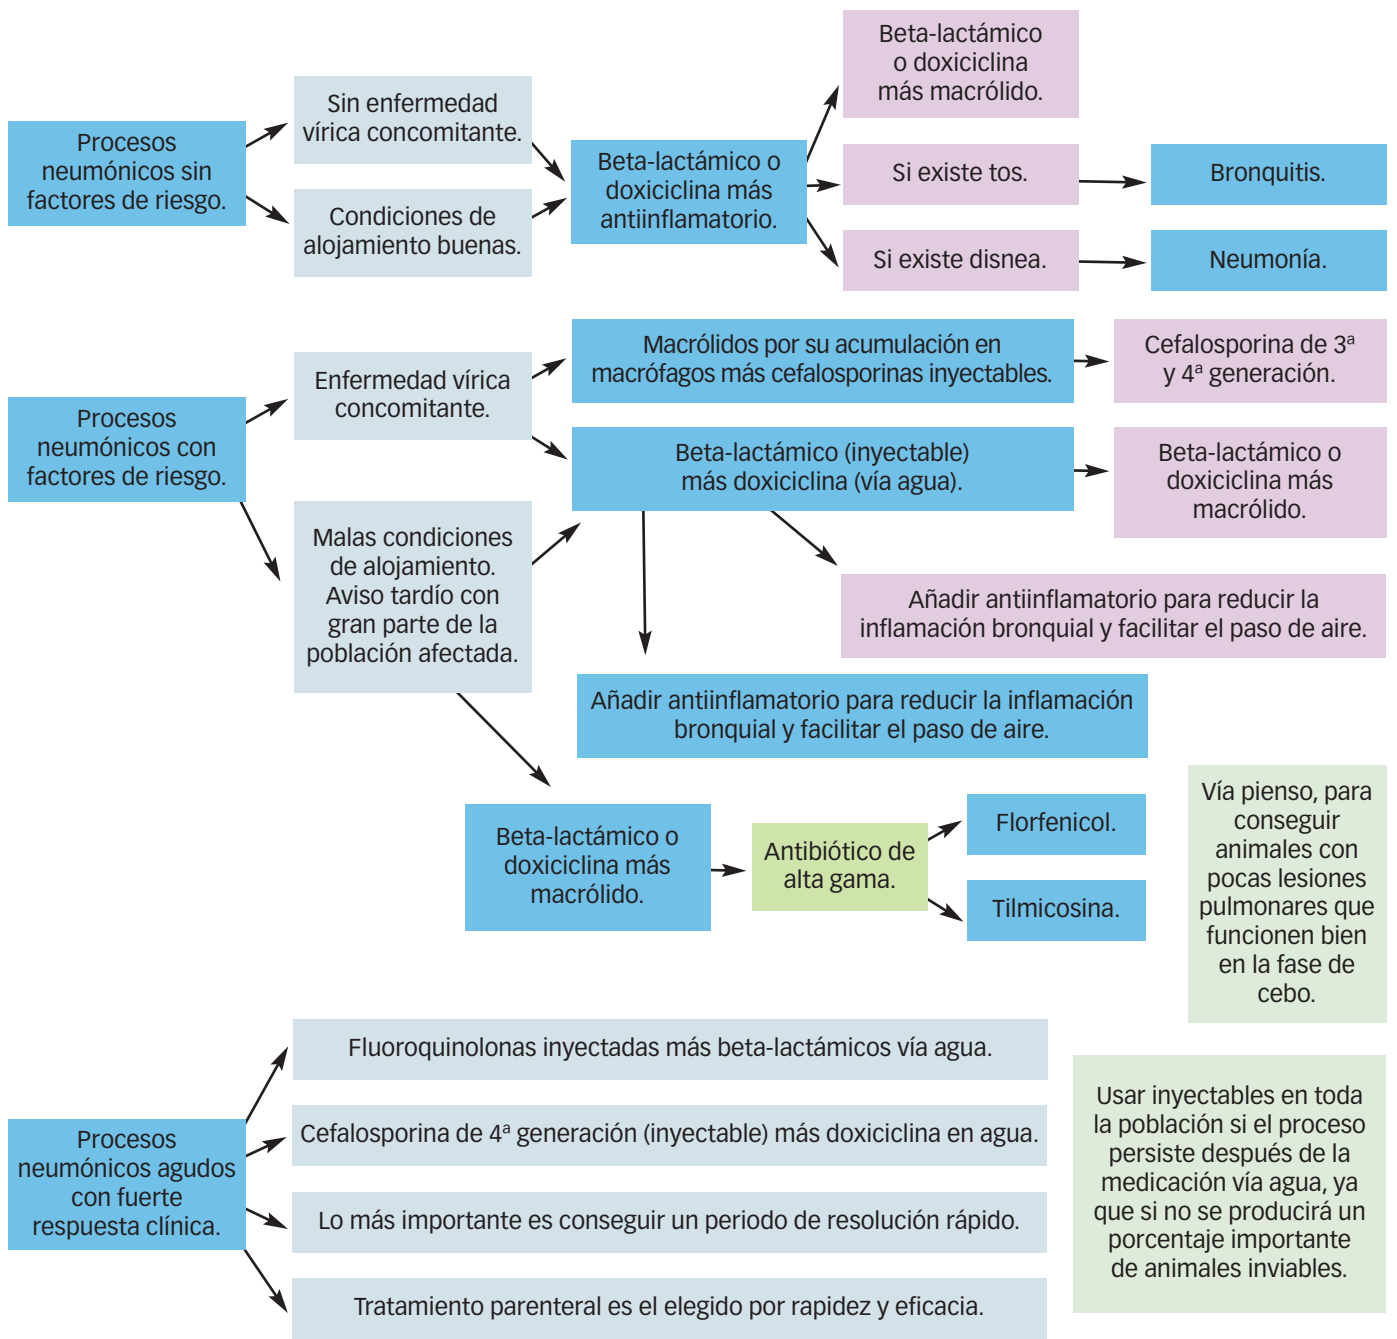 Procesos
neumónicos sin
factores de riesgo.
Sin enfermedad
vírica concomitante.
Condiciones de
alojamiento buenas.
Beta-lactámico o
doxiciclina más
antiinflamatorio.
Beta-lactámico
o doxiciclina
más macrólido.
Si existe tos.
Bronquitis.
Si existe disnea.
Neumonía.
Procesos
neumónicos con
factores de riesgo.
Enfermedad vírica
concomitante.
Macrólidos por su acumulación en
macrófagos más cefalosporinas inyectables.
Cefalosporina de 3ª
y 4ª generación.
Beta-lactámico (inyectable)
más doxiciclina (vía agua).
Beta-lactámico o
doxiciclina más
macrólido.
Malas condiciones
de alojamiento.
Aviso tardío con
gran parte de la
población afectada.
Añadir antiinflamatorio para reducir la
inflamación bronquial y facilitar el paso de aire.
Añadir antiinflamatorio para reducir la inflamación
bronquial y facilitar el paso de aire.
Beta-lactámico o
doxiciclina más
macrólido.
Antibiótico de
alta gama.
Florfenicol.
Tilmicosina.
Vía pienso, para
conseguir
animales con
pocas lesiones
pulmonares que
funcionen bien
en la fase de
cebo.
Procesos
neumónicos agudos
con fuerte
respuesta clínica.
Fluoroquinolonas inyectadas más beta-lactámicos vía agua.
Cefalosporina de 4ª generación (inyectable) más doxiciclina en agua.
Lo más importante es conseguir un periodo de resolución rápido.
Tratamiento parenteral es el elegido por rapidez y eficacia.
Usar inyectables en toda
la población si el proceso
persiste después de la
medicación vía agua, ya
que si no se producirá un
porcentaje importante
de animales inviables.